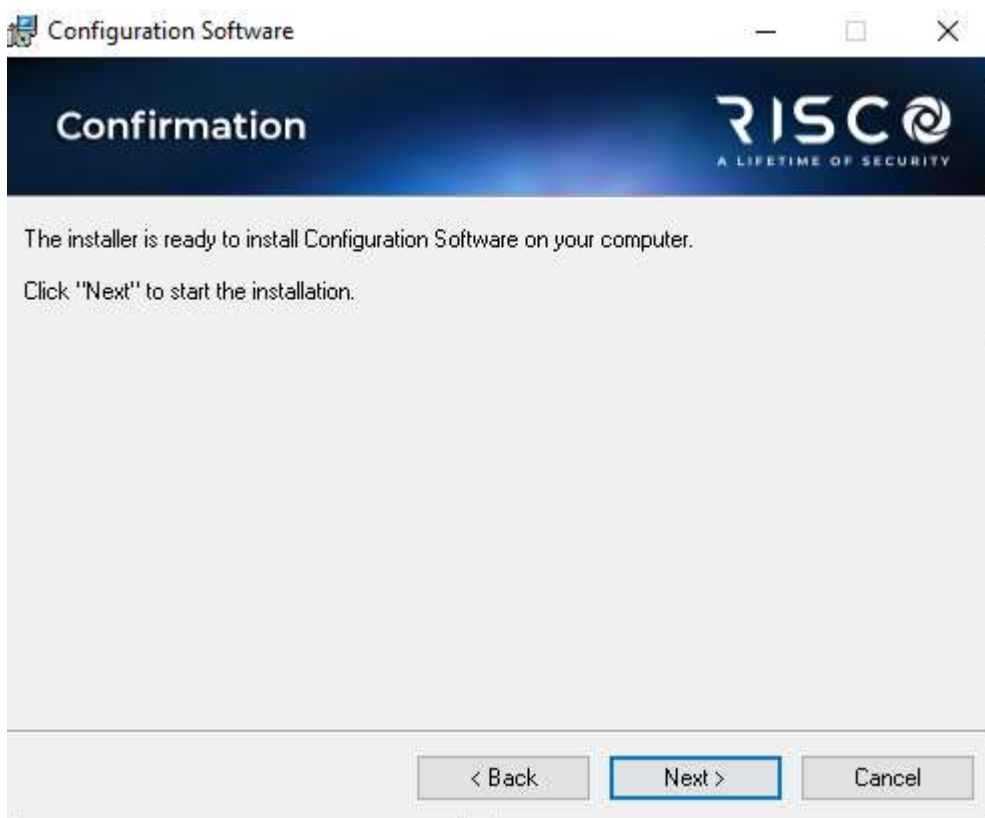 Configuration Software
Confirmation
RISCO
A LIFETIME OF SECURITY
The installer is ready to install Configuration Software on your computer.
Click "Next" to start the installation.
< Back
Next >
Cancel